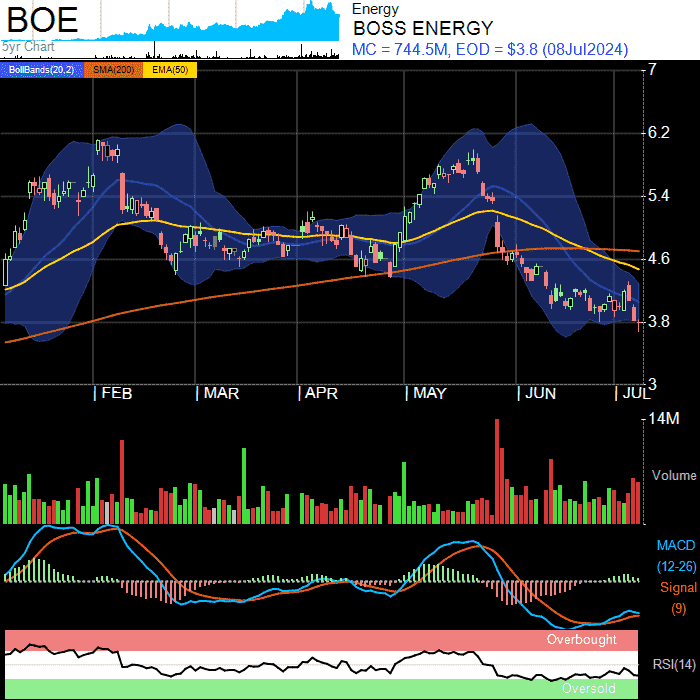 BOE
5yr Chart
Energy
BOSS ENERGY
MC = 744.5M, EOD = $3.8 (08Jul2024)
BollBands(20,2) SMA(200) EMA(50)
7
6.2
5.4
4.6
3.8
3
| FEB | MAR | APR | MAY | JUN | JUL
14M
Volume
MACD
(12-26)
Signal
(9)
Overbought
RSI(14)
Oversold